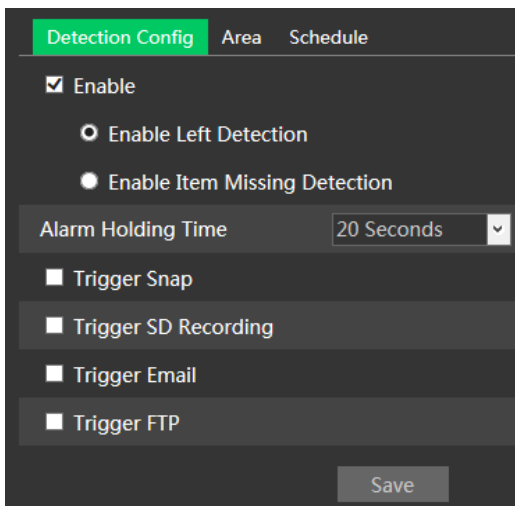 Detection Config Area Schedule
Enable
Enable Left Detection
Enable Item Missing Detection
Alarm Holding Time 20 Seconds
Trigger Snap
Trigger SD Recording
Trigger Email
Trigger FTP
Save